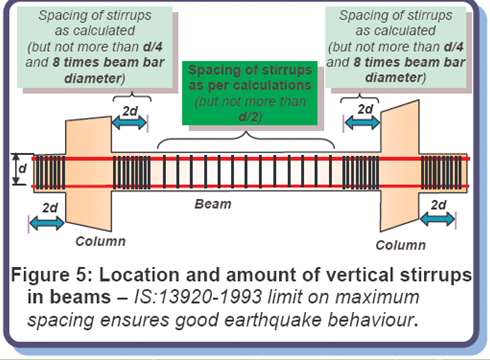 Spacing of stirrups
as calculated
(but not more than d/4
and 8 times beam bar
diameter)
Spacing of stirrups
as per calculations
(but not more than
d/2)
Spacing of stirrups
as calculated
(but not more than d/4
and 8 times beam bar
diameter)
2d
2d
d
2d
Beam
2d
Column
Column
Figure 5: Location and amount of vertical stirrups
in beams – IS:13920-1993 limit on maximum
spacing ensures good earthquake behaviour.